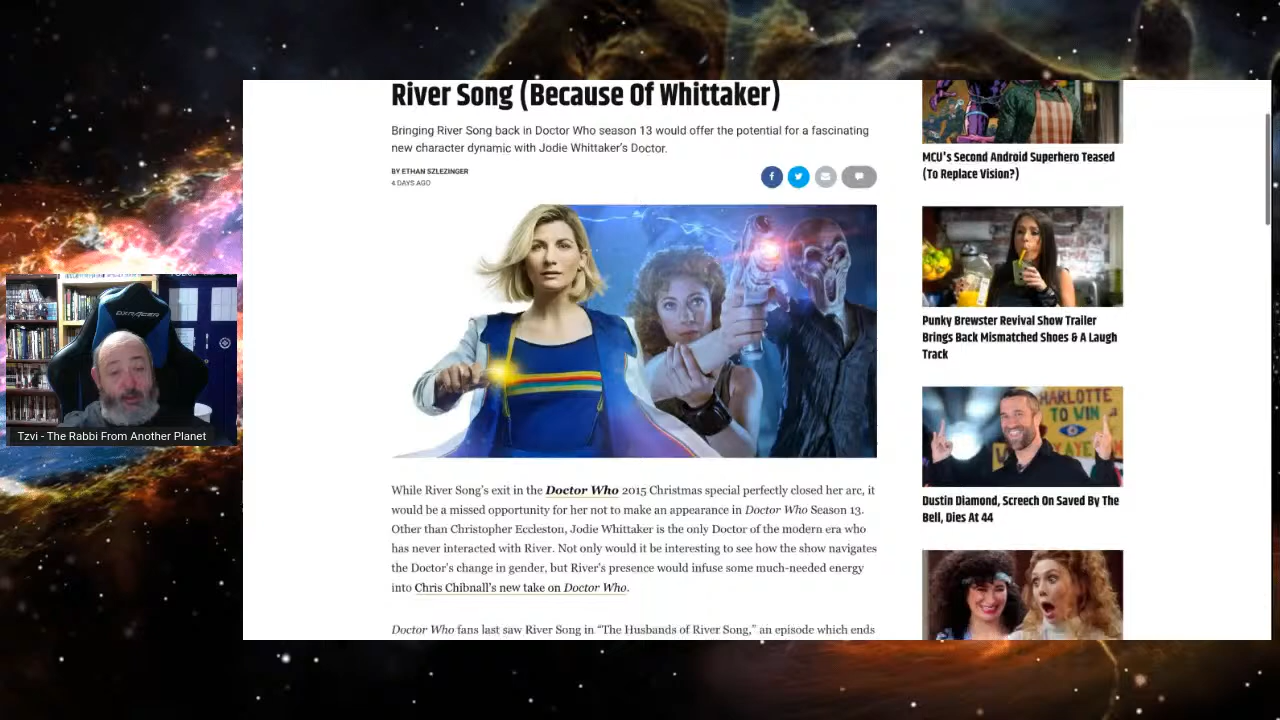 River Song (Because Of Whittaker)
Bringing River Song back in Doctor Who season 13 would offer the potential for a fascinating
new character dynamic with Jodie Whittaker's Doctor.
BY ETHAN SZLEZINGER
4 DAYS AGO
While River Song's exit in the Doctor Who 2015 Christmas special perfectly closed her arc, it
would be a missed opportunity for her not to make an appearance in Doctor Who Season 13.
Other than Christopher Eccleston, Jodie Whittaker is the only Doctor of the modern era who
has never interacted with River. Not only would it be interesting to see how the show navigates
the Doctor's change in gender, but River's presence would infuse some much-needed energy
into Chris Chibnall's new take on Doctor Who.
Doctor Who fans last saw River Song in “The Husbands of River Song,” an episode which ends
MCU's Second Android Superhero Teased
(To Replace Vision?)
Punky Brewster Revival Show Trailer
Brings Back Mismatched Shoes & A Laugh
Track
CHARLOTTE
TO WIN
Dustin Diamond, Screech On Saved By The
Bell, Dies At 44
DXRACER
Tzvi - The Rabbi From Another Planet